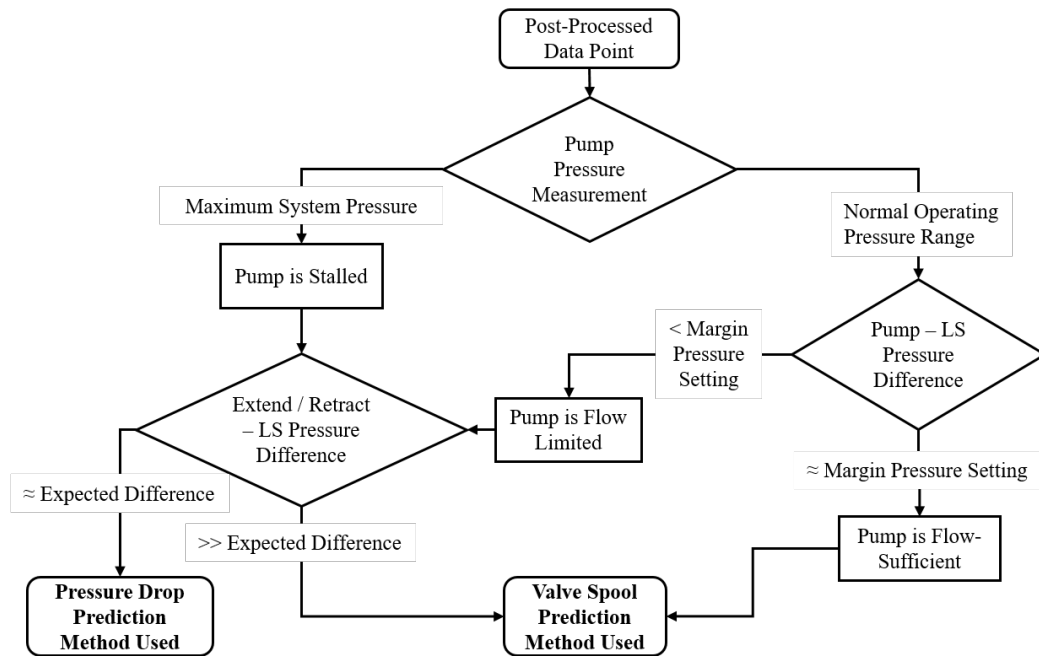 Post-Processed
Data Point
Pump
Pressure
Measurement
Maximum System Pressure
Normal Operating
Pressure Range
Pump is Stalled
< Margin
Pressure
Setting
Pump – LS
Pressure
Difference
Extend / Retract
– LS Pressure
Difference
Pump is Flow
Limited
≈ Expected Difference
≈ Margin Pressure Setting
>> Expected Difference
Pump is Flow-
Sufficient
Pressure Drop
Prediction
Method Used
Valve Spool
Prediction
Method Used